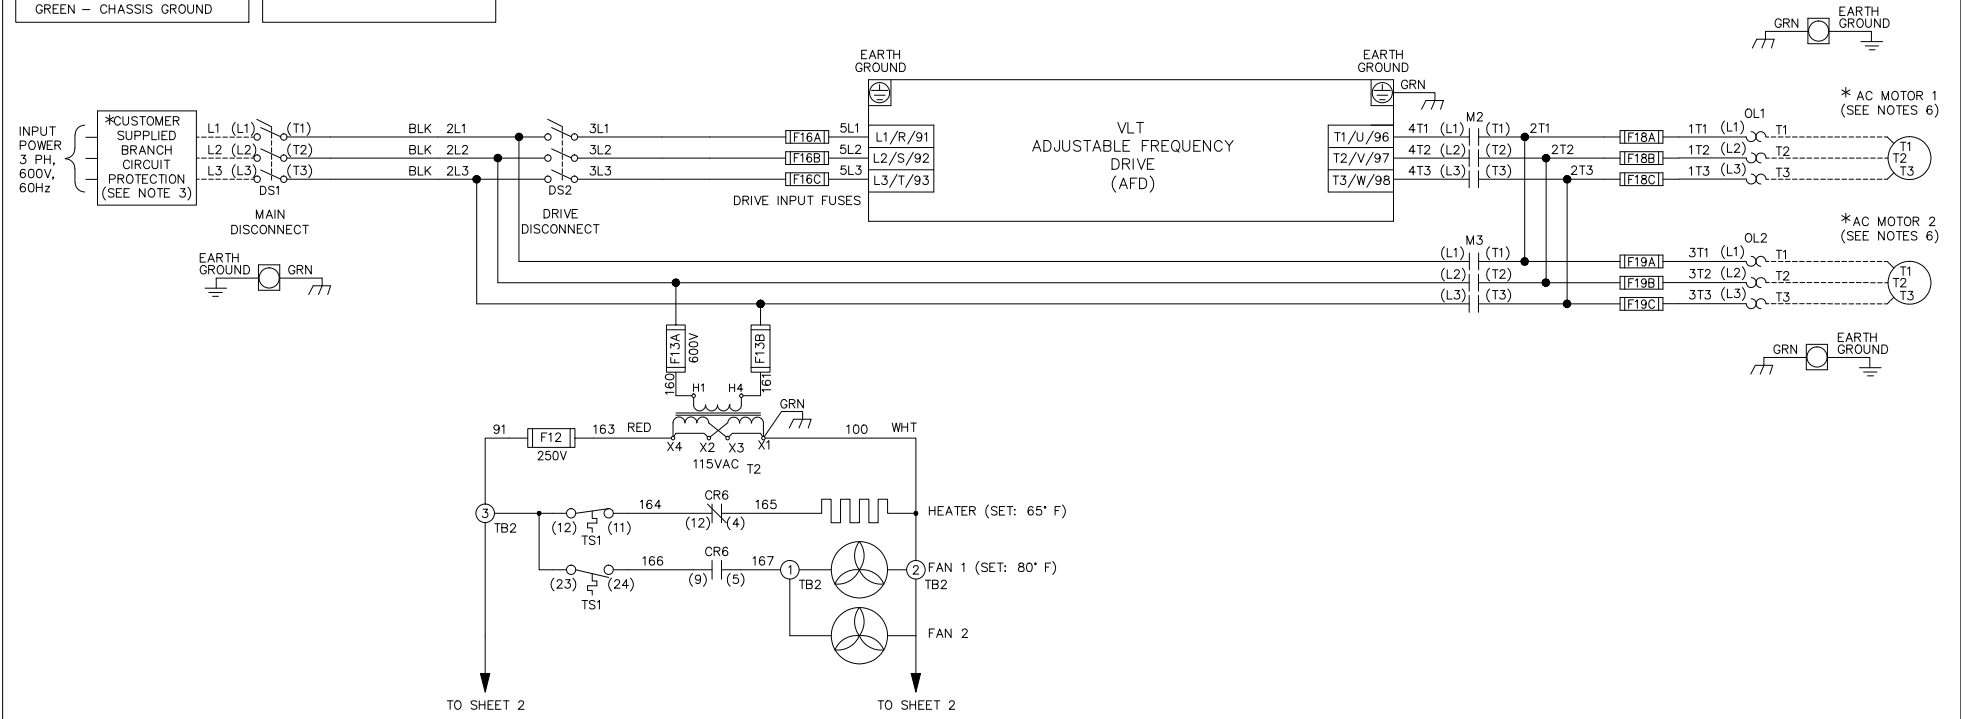 GREEN – CHASSIS GROUND
GRN
EARTH
GROUND
EARTH
GROUND
EARTH
GROUND
GRN
INPUT
POWER
3 PH,
600V,
60Hz
*CUSTOMER
SUPPLIED
BRANCH
CIRCUIT
PROTECTION
(SEE NOTE 3)
L1 (L1) (T1)
L2 (L2) (T2)
L3 (L3) (T3)
DS1
MAIN
DISCONNECT
BLK 2L1
BLK 2L2
BLK 2L3
3L1
3L2
3L3
DS2
DRIVE
DISCONNECT
F16A 5L1
F16B 5L2
F16C 5L3
DRIVE INPUT FUSES
L1/R/91
L2/S/92
L3/T/93
VLT
ADJUSTABLE FREQUENCY
DRIVE
(AFD)
T1/U/96
T2/V/97
T3/W/98
M2
4T1 (L1) (T1) 2T1
4T2 (L2) (T2) 2T2
4T3 (L3) (T3) 2T3
F18A
F18B
F18C
OL1
1T1 (L1) T1
1T2 (L2) T2
1T3 (L3) T3
* AC MOTOR 1
(SEE NOTES 6)
T1
T2
T3
EARTH
GROUND GRN
M3
(L1) (T1)
(L2) (T2)
(L3) (T3)
F19A
F19B
F19C
OL2
3T1 (L1) T1
3T2 (L2) T2
3T3 (L3) T3
*AC MOTOR 2
(SEE NOTES 6)
T1
T2
T3
GRN
EARTH
GROUND
F13A
600V
F13B
160
161
H1 H4
GRN
91
F12
250V
163 RED
X4 X2 X3 X1
115VAC T2
100 WHT
3
TB2
(12) (11)
TS1
164
CR6
(12) (4)
165
HEATER (SET: 65° F)
(23) (24)
TS1
166
CR6
(9) (5)
167
1
TB2
2
TB2
FAN 1 (SET: 80° F)
FAN 2
TO SHEET 2
TO SHEET 2